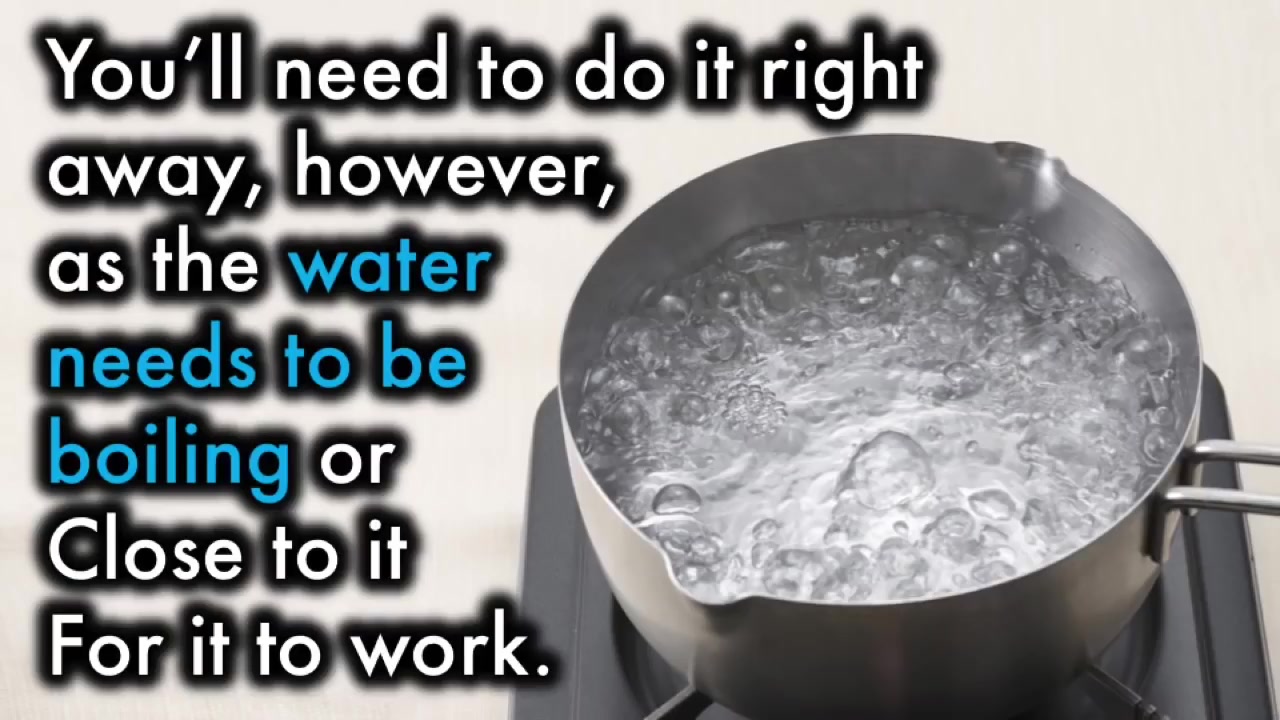 You’ll need to do it right
away, however,
as the water
needs to be
boiling or
Close to it
For it to work.